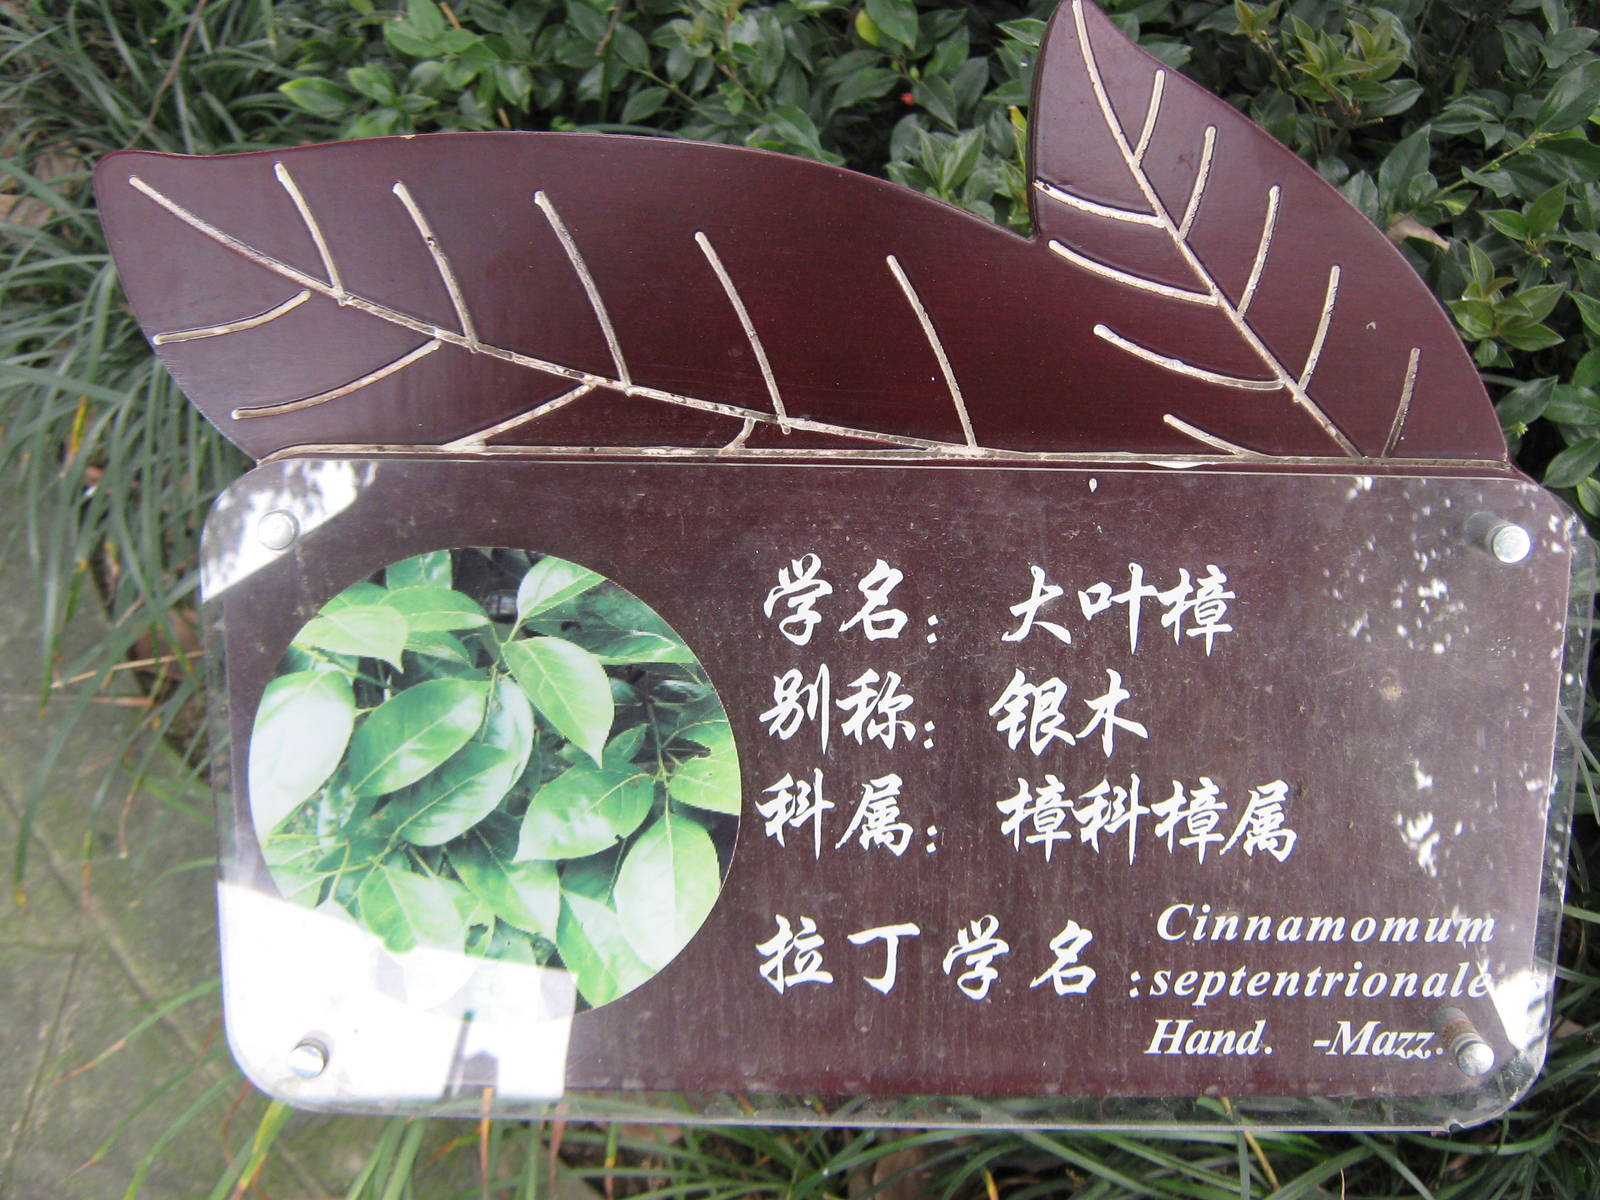 学名：大叶樟
别称：银木
科属：樟科樟属
拉丁学名：Cinnamomum
septentrionale
Hand. -Mazz.